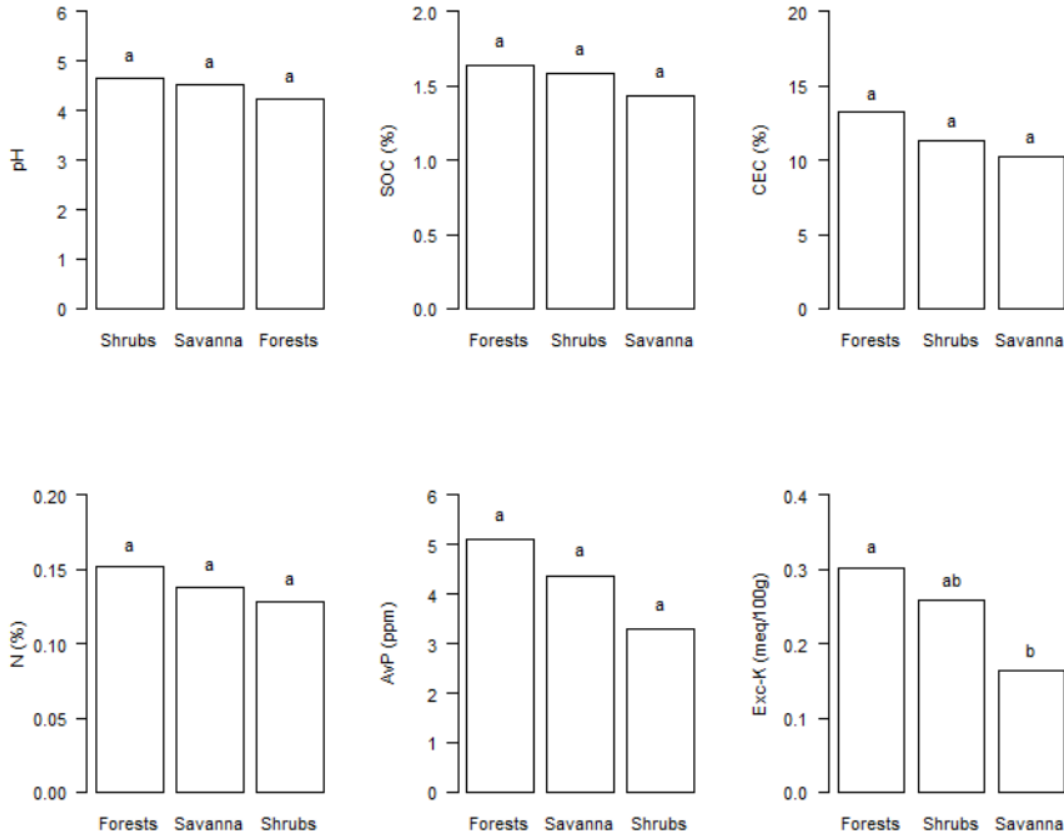 pH
6
5
4
3
2
1
0
a
a
a
Shrubs Savanna Forests
SOC (%)
2.0
1.5
1.0
0.5
0.0
a
a
a
Forests Shrubs Savanna
CEC (%)
20
15
10
5
0
a
a
a
Forests Shrubs Savanna
N (%)
0.20
0.15
0.10
0.05
0.00
a
a
a
Forests Savanna Shrubs
AvP (ppm)
6
5
4
3
2
1
0
a
a
a
Forests Savanna Shrubs
Exc-K (meq/100g)
0.4
0.3
0.2
0.1
0.0
a
ab
b
Forests Shrubs Savanna